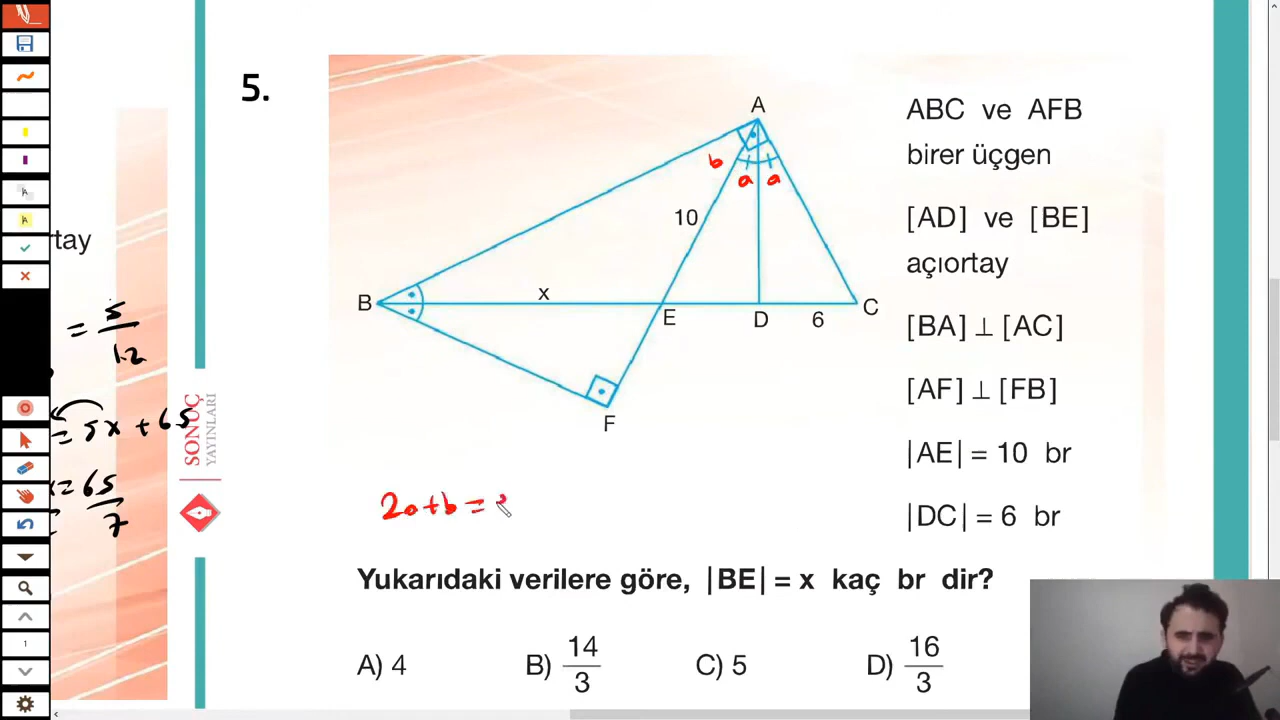 5.
A
b
a a
10
B
x
E
D
6
C
F
ABC ve AFB
birer üçgen
[AD] ve [BE]
açıortay
[BA] ⊥ [AC]
[AF] ⊥ [FB]
|AE| = 10 br
|DC| = 6 br
2a+b=
Yukarıdaki verilere göre, |BE| = x kaç br dir?
A) 4
B) 14/3
C) 5
D) 16/3
rtay
= 5/12
= 5x + 65
= 65/7
SONUÇ
YAYINLARI
1